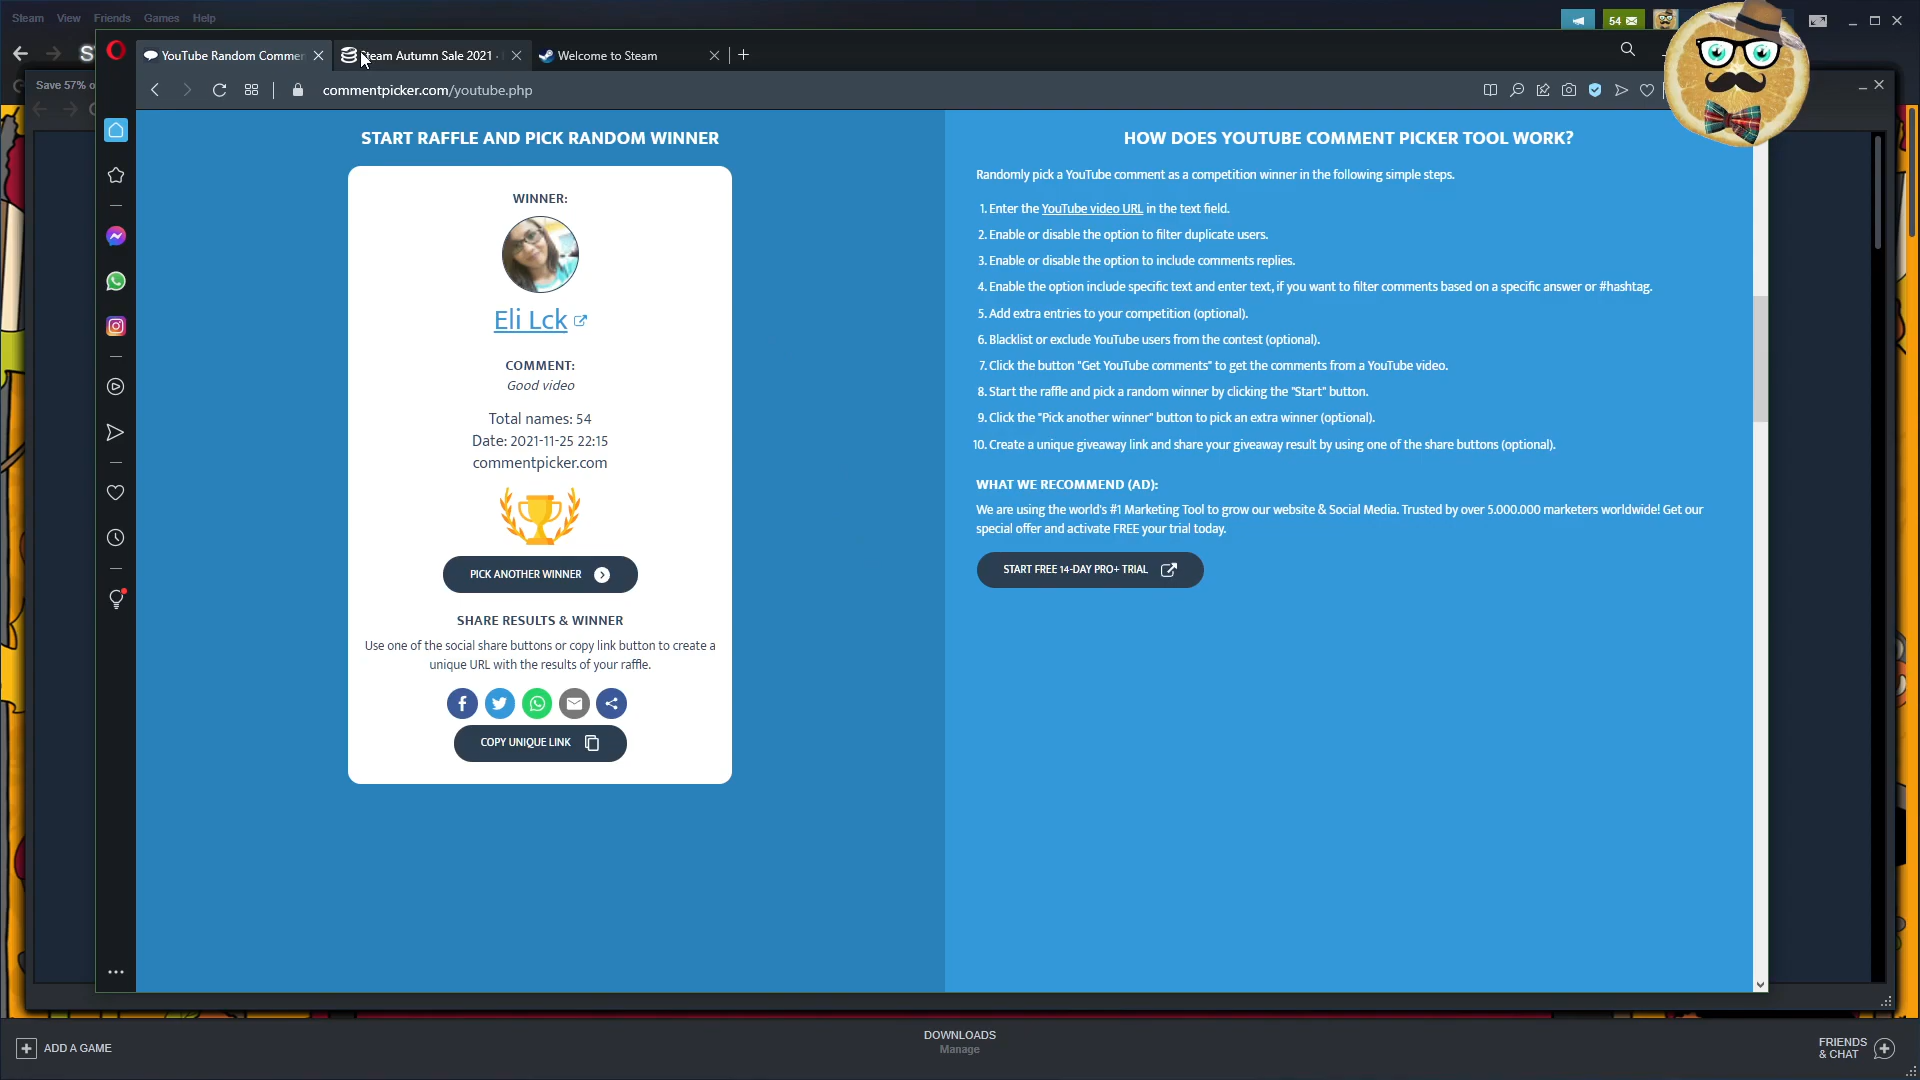 Steam View Friends Games Help
54
YouTube Random Commen
Steam Autumn Sale 2021 ·
Welcome to Steam
Save 57% o
commentpicker.com/youtube.php
START RAFFLE AND PICK RANDOM WINNER
WINNER:
Eli Lck
COMMENT:
Good video
Total names: 54
Date: 2021-11-25 22:15
commentpicker.com
PICK ANOTHER WINNER
SHARE RESULTS & WINNER
Use one of the social share buttons or copy link button to create a
unique URL with the results of your raffle.
COPY UNIQUE LINK
HOW DOES YOUTUBE COMMENT PICKER TOOL WORK?
Randomly pick a YouTube comment as a competition winner in the following simple steps.
1. Enter the YouTube video URL in the text field.
2. Enable or disable the option to filter duplicate users.
3. Enable or disable the option to include comments replies.
4. Enable the option include specific text and enter text, if you want to filter comments based on a specific answer or #hashtag.
5. Add extra entries to your competition (optional).
6. Blacklist or exclude YouTube users from the contest (optional).
7. Click the button "Get YouTube comments" to get the comments from a YouTube video.
8. Start the raffle and pick a random winner by clicking the "Start" button.
9. Click the "Pick another winner" button to pick an extra winner (optional).
10. Create a unique giveaway link and share your giveaway result by using one of the share buttons (optional).
WHAT WE RECOMMEND (AD):
We are using the world's #1 Marketing Tool to grow our website & Social Media. Trusted by over 5.000.000 marketers worldwide! Get our
special offer and activate FREE your trial today.
START FREE 14-DAY PRO+ TRIAL
ADD A GAME
DOWNLOADS
Manage
FRIENDS
& CHAT